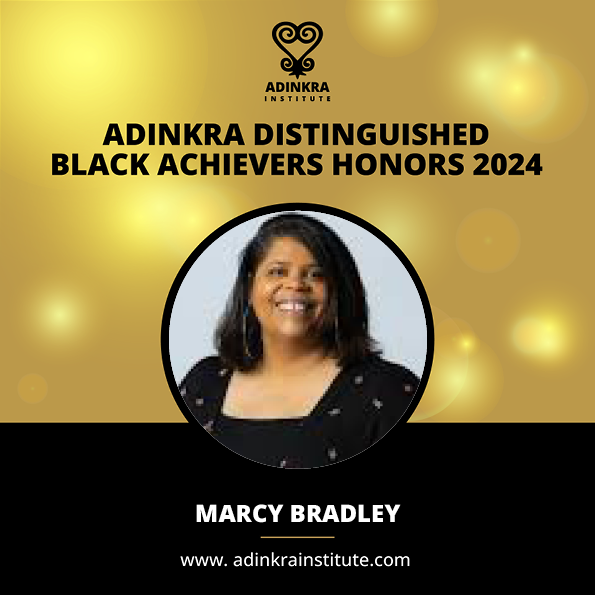 ADINKRA
INSTITUTE
ADINKRA DISTINGUISHED
BLACK ACHIEVERS HONORS 2024
MARCY BRADLEY
www. adinkrainstitute.com